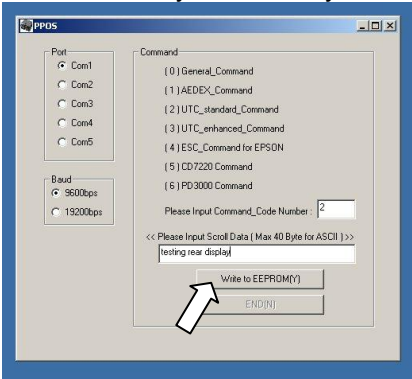 PPOS
Port
Com1
Com2
Com3
Com4
Com5
Baud
9600bps
19200bps
Command
( 0 ) General_Command
( 1 ) AEDEX_Command
( 2 ) UTC_standard_Command
( 3 ) UTC_enhanced_Command
( 4 ) ESC_Command for EPSON
( 5 ) CD7220 Command
( 6 ) PD3000 Command
Please Input Command_Code Number : 2
<< Please Input Scroll Data ( Max 40 Byte for ASCII ) >>
testing rear display
Write to EEPROM(Y)
END(N)